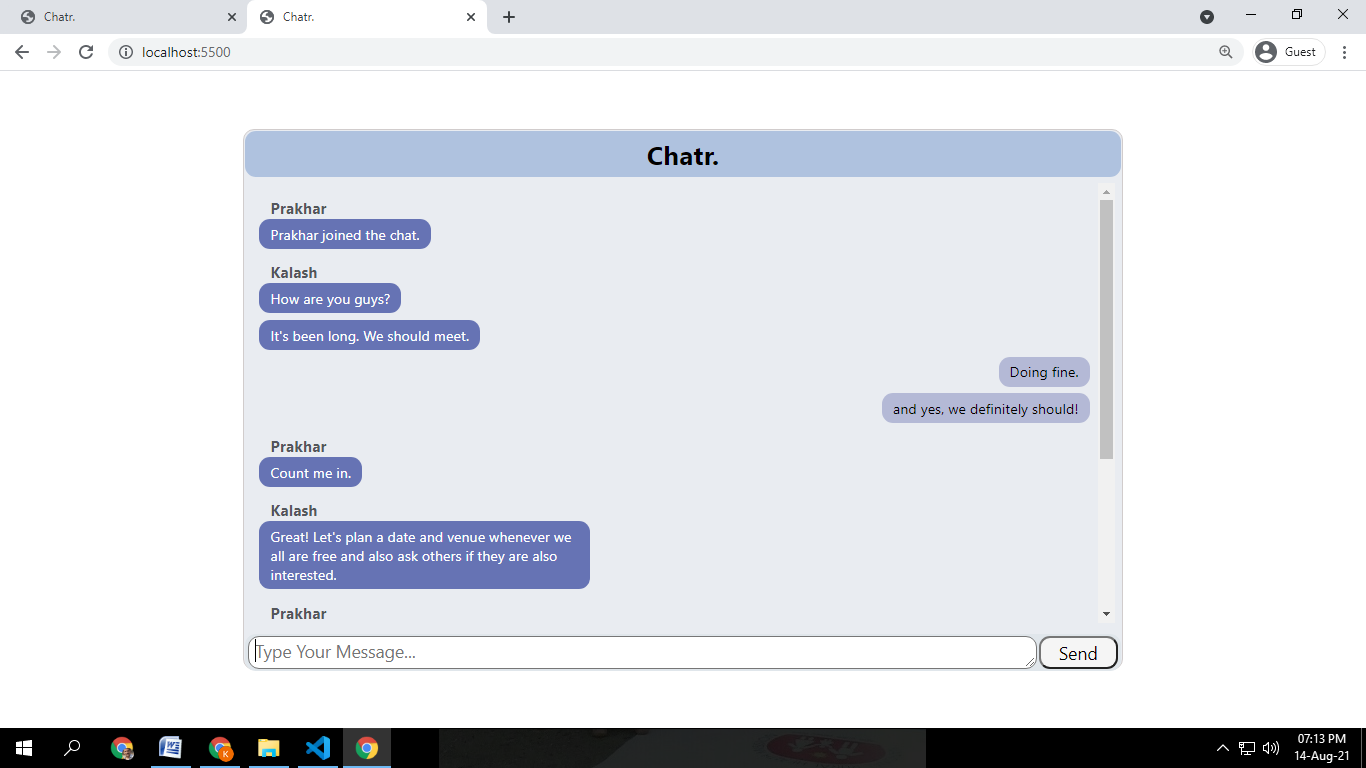 Chatr.
Chatr.
localhost:5500
Guest
Chatr.
Prakhar
Prakhar joined the chat.
Kalash
How are you guys?
It's been long. We should meet.
Doing fine.
and yes, we definitely should!
Prakhar
Count me in.
Kalash
Great! Let's plan a date and venue whenever we
all are free and also ask others if they are also
interested.
Prakhar
Type Your Message...
Send
K
07:13 PM
14-Aug-21